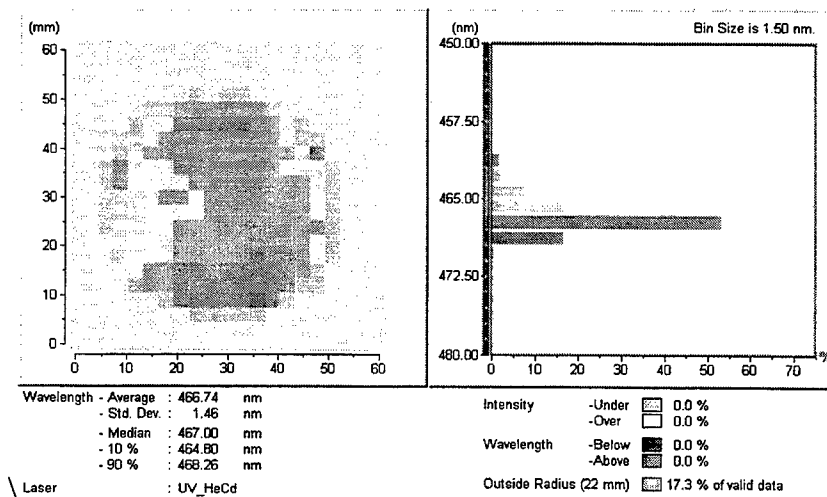 (mm)
60
50
40
30
20
10
0
0 10 20 30 40 50 60
(nm) Bin Size is 1.50 nm.
450.00
457.50
465.00
472.50
480.00
0 10 20 30 40 50 60 70 %
Wavelength - Average : 466.74 nm
- Std. Dev. : 1.46 nm
- Median : 467.00 nm
- 10 % : 464.80 nm
- 90 % : 468.26 nm
Laser : UV_HeCd
Intensity -Under 0.0 %
-Over 0.0 %
Wavelength -Below 0.0 %
-Above 0.0 %
Outside Radius (22 mm) 17.3 % of valid data